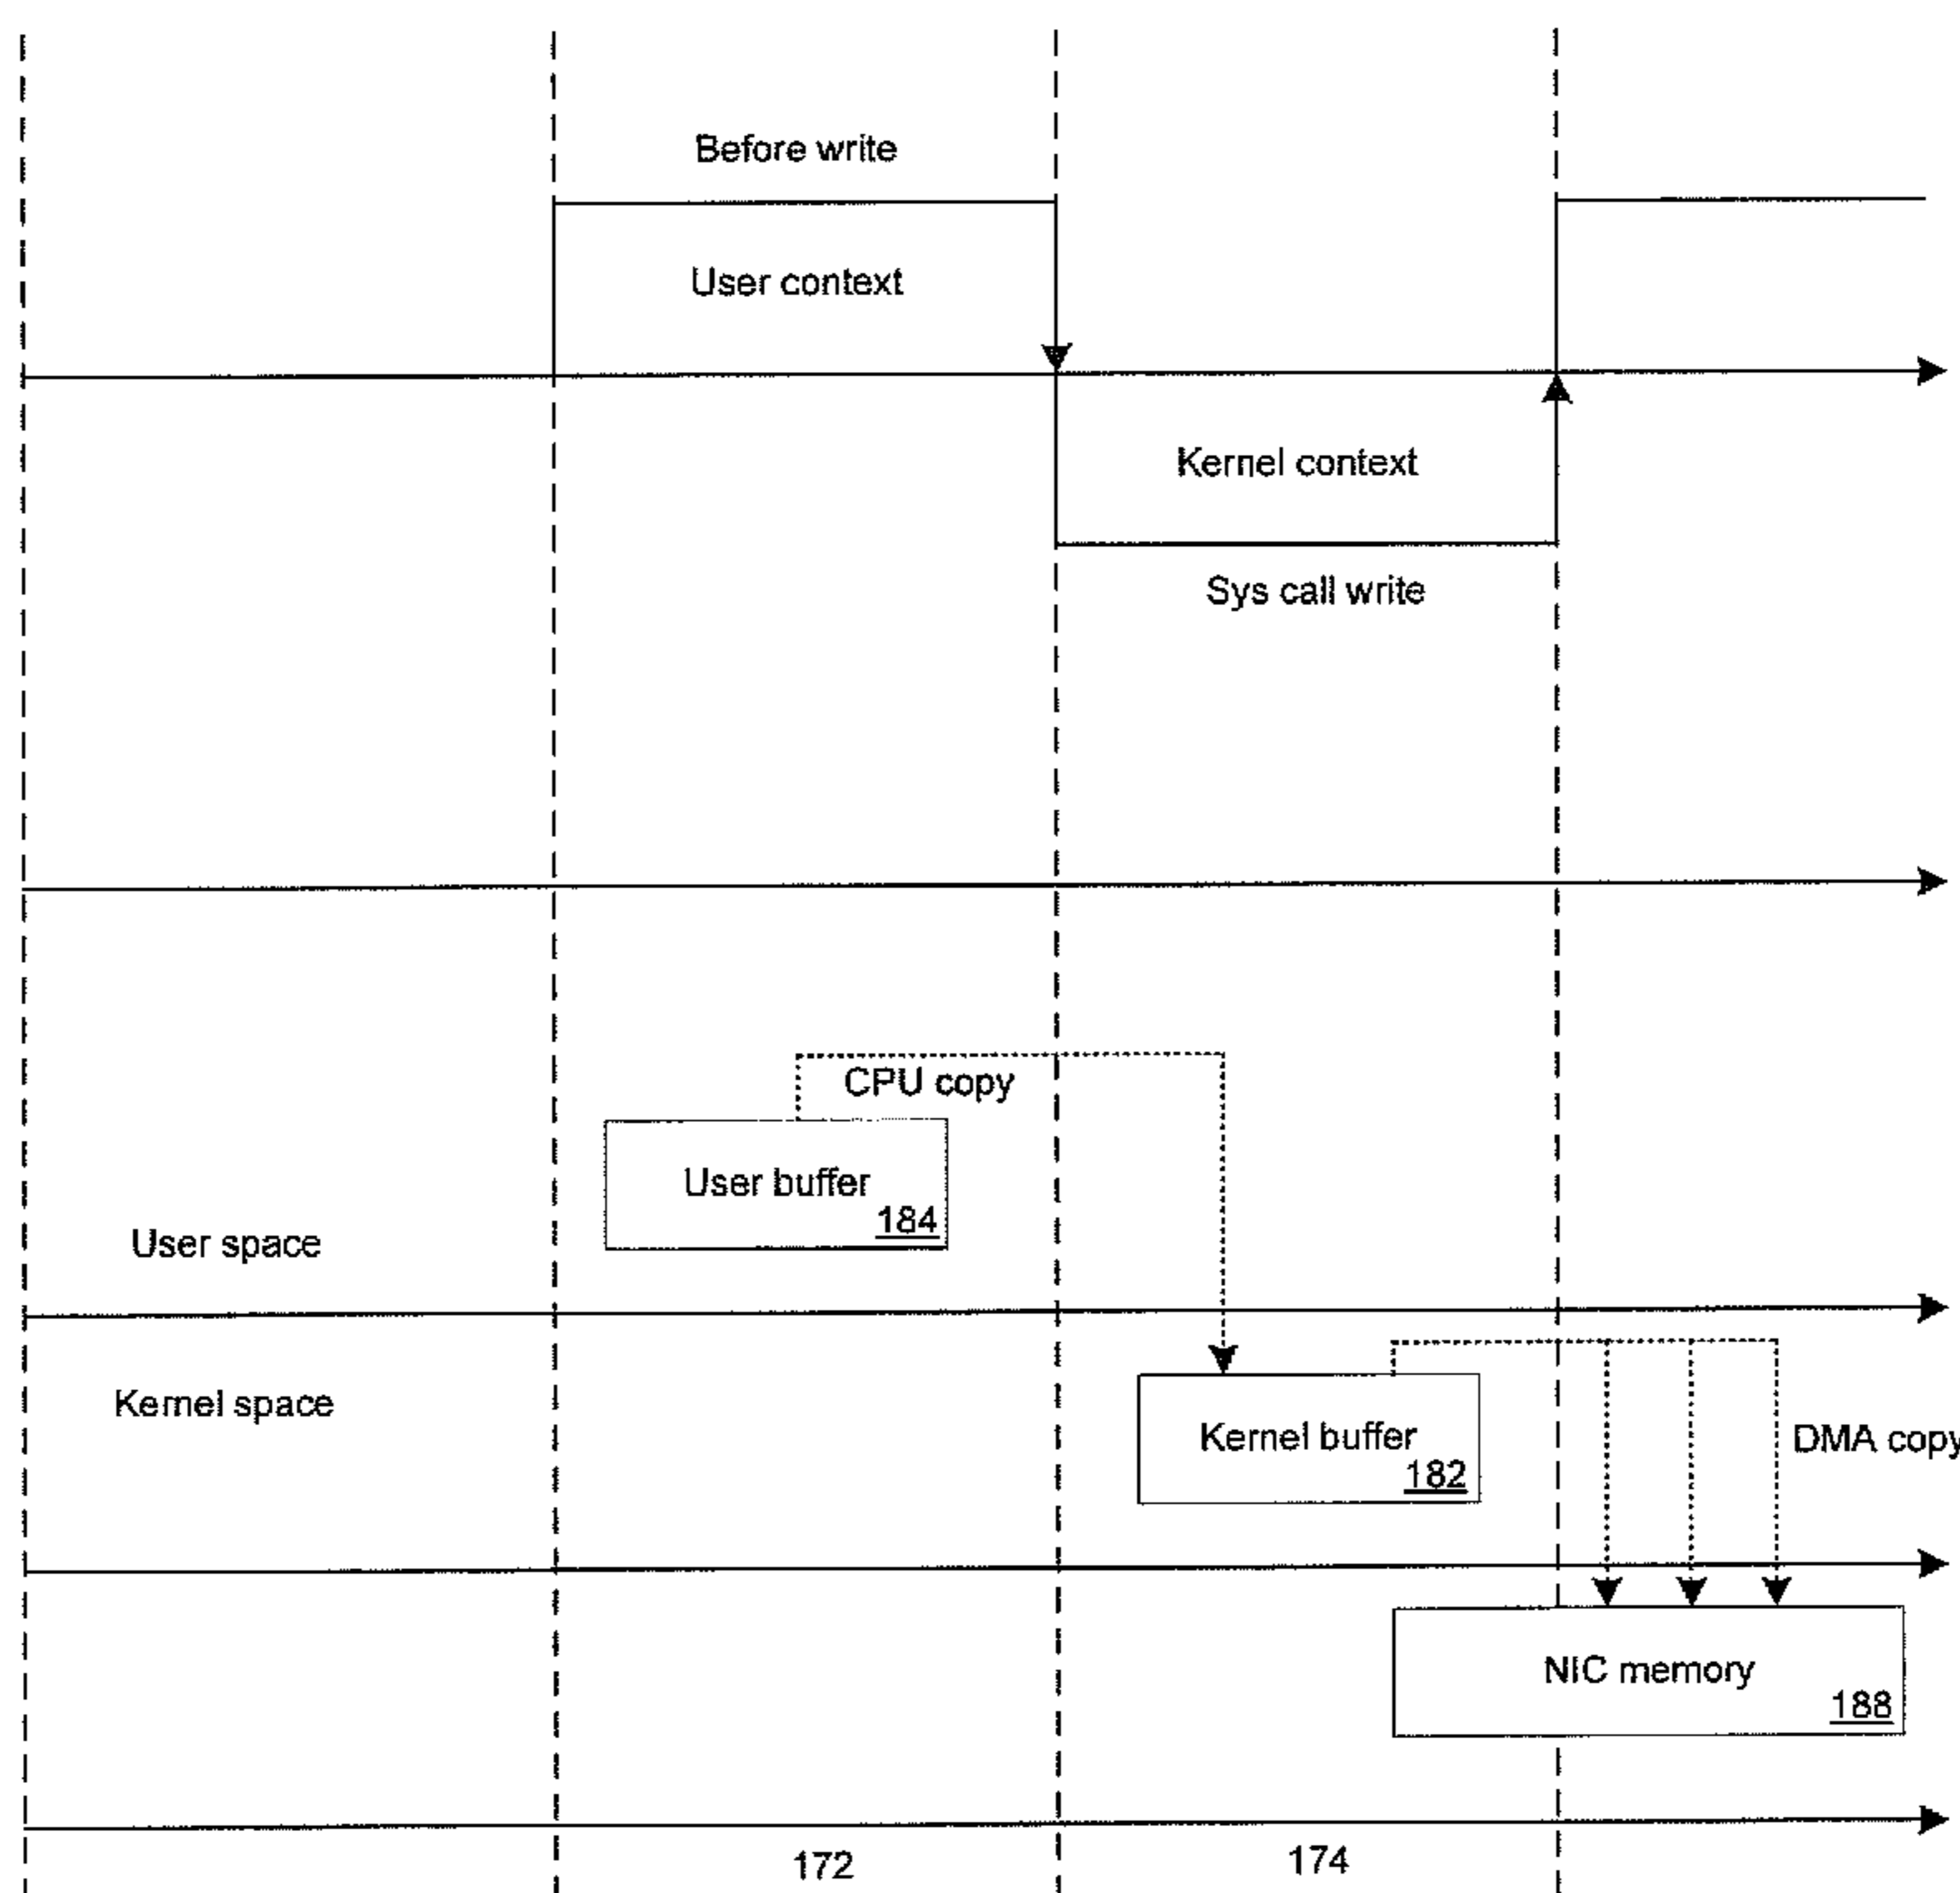 Before write
User context
Kernel context
Sys call write
CPU copy
User buffer
184
User space
Kernel space
Kernel buffer
182
DMA copy
NIC memory
188
172
174